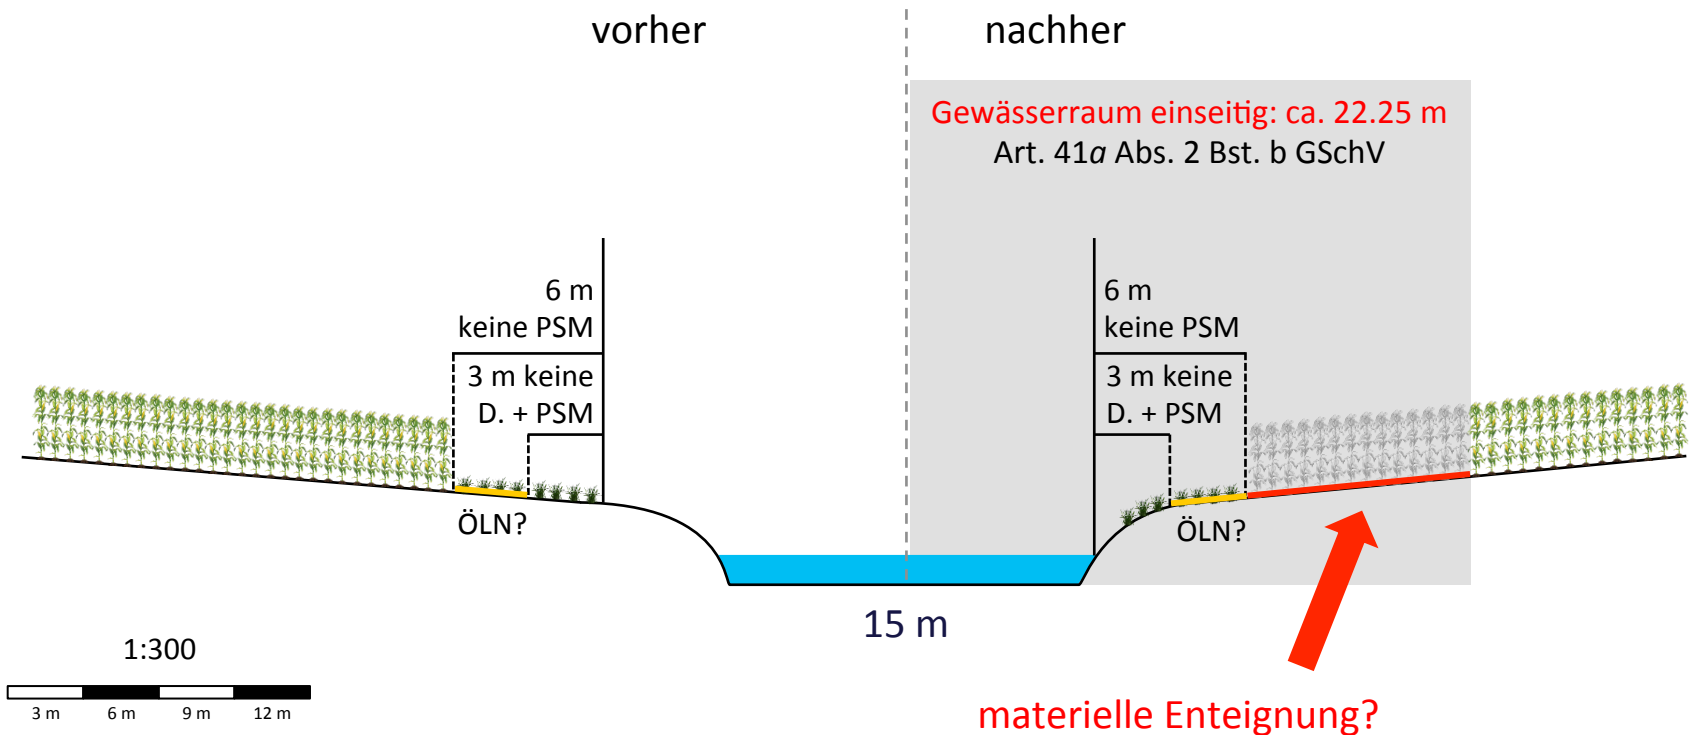 vorher
nachher
Gewässerraum einseitig: ca. 22.25 m
Art. 41a Abs. 2 Bst. b GSchV
6 m
keine PSM
3 m keine
D. + PSM
ÖLN?
6 m
keine PSM
3 m keine
D. + PSM
ÖLN?
15 m
1:300
3 m 6 m 9 m 12 m
materielle Enteignung?